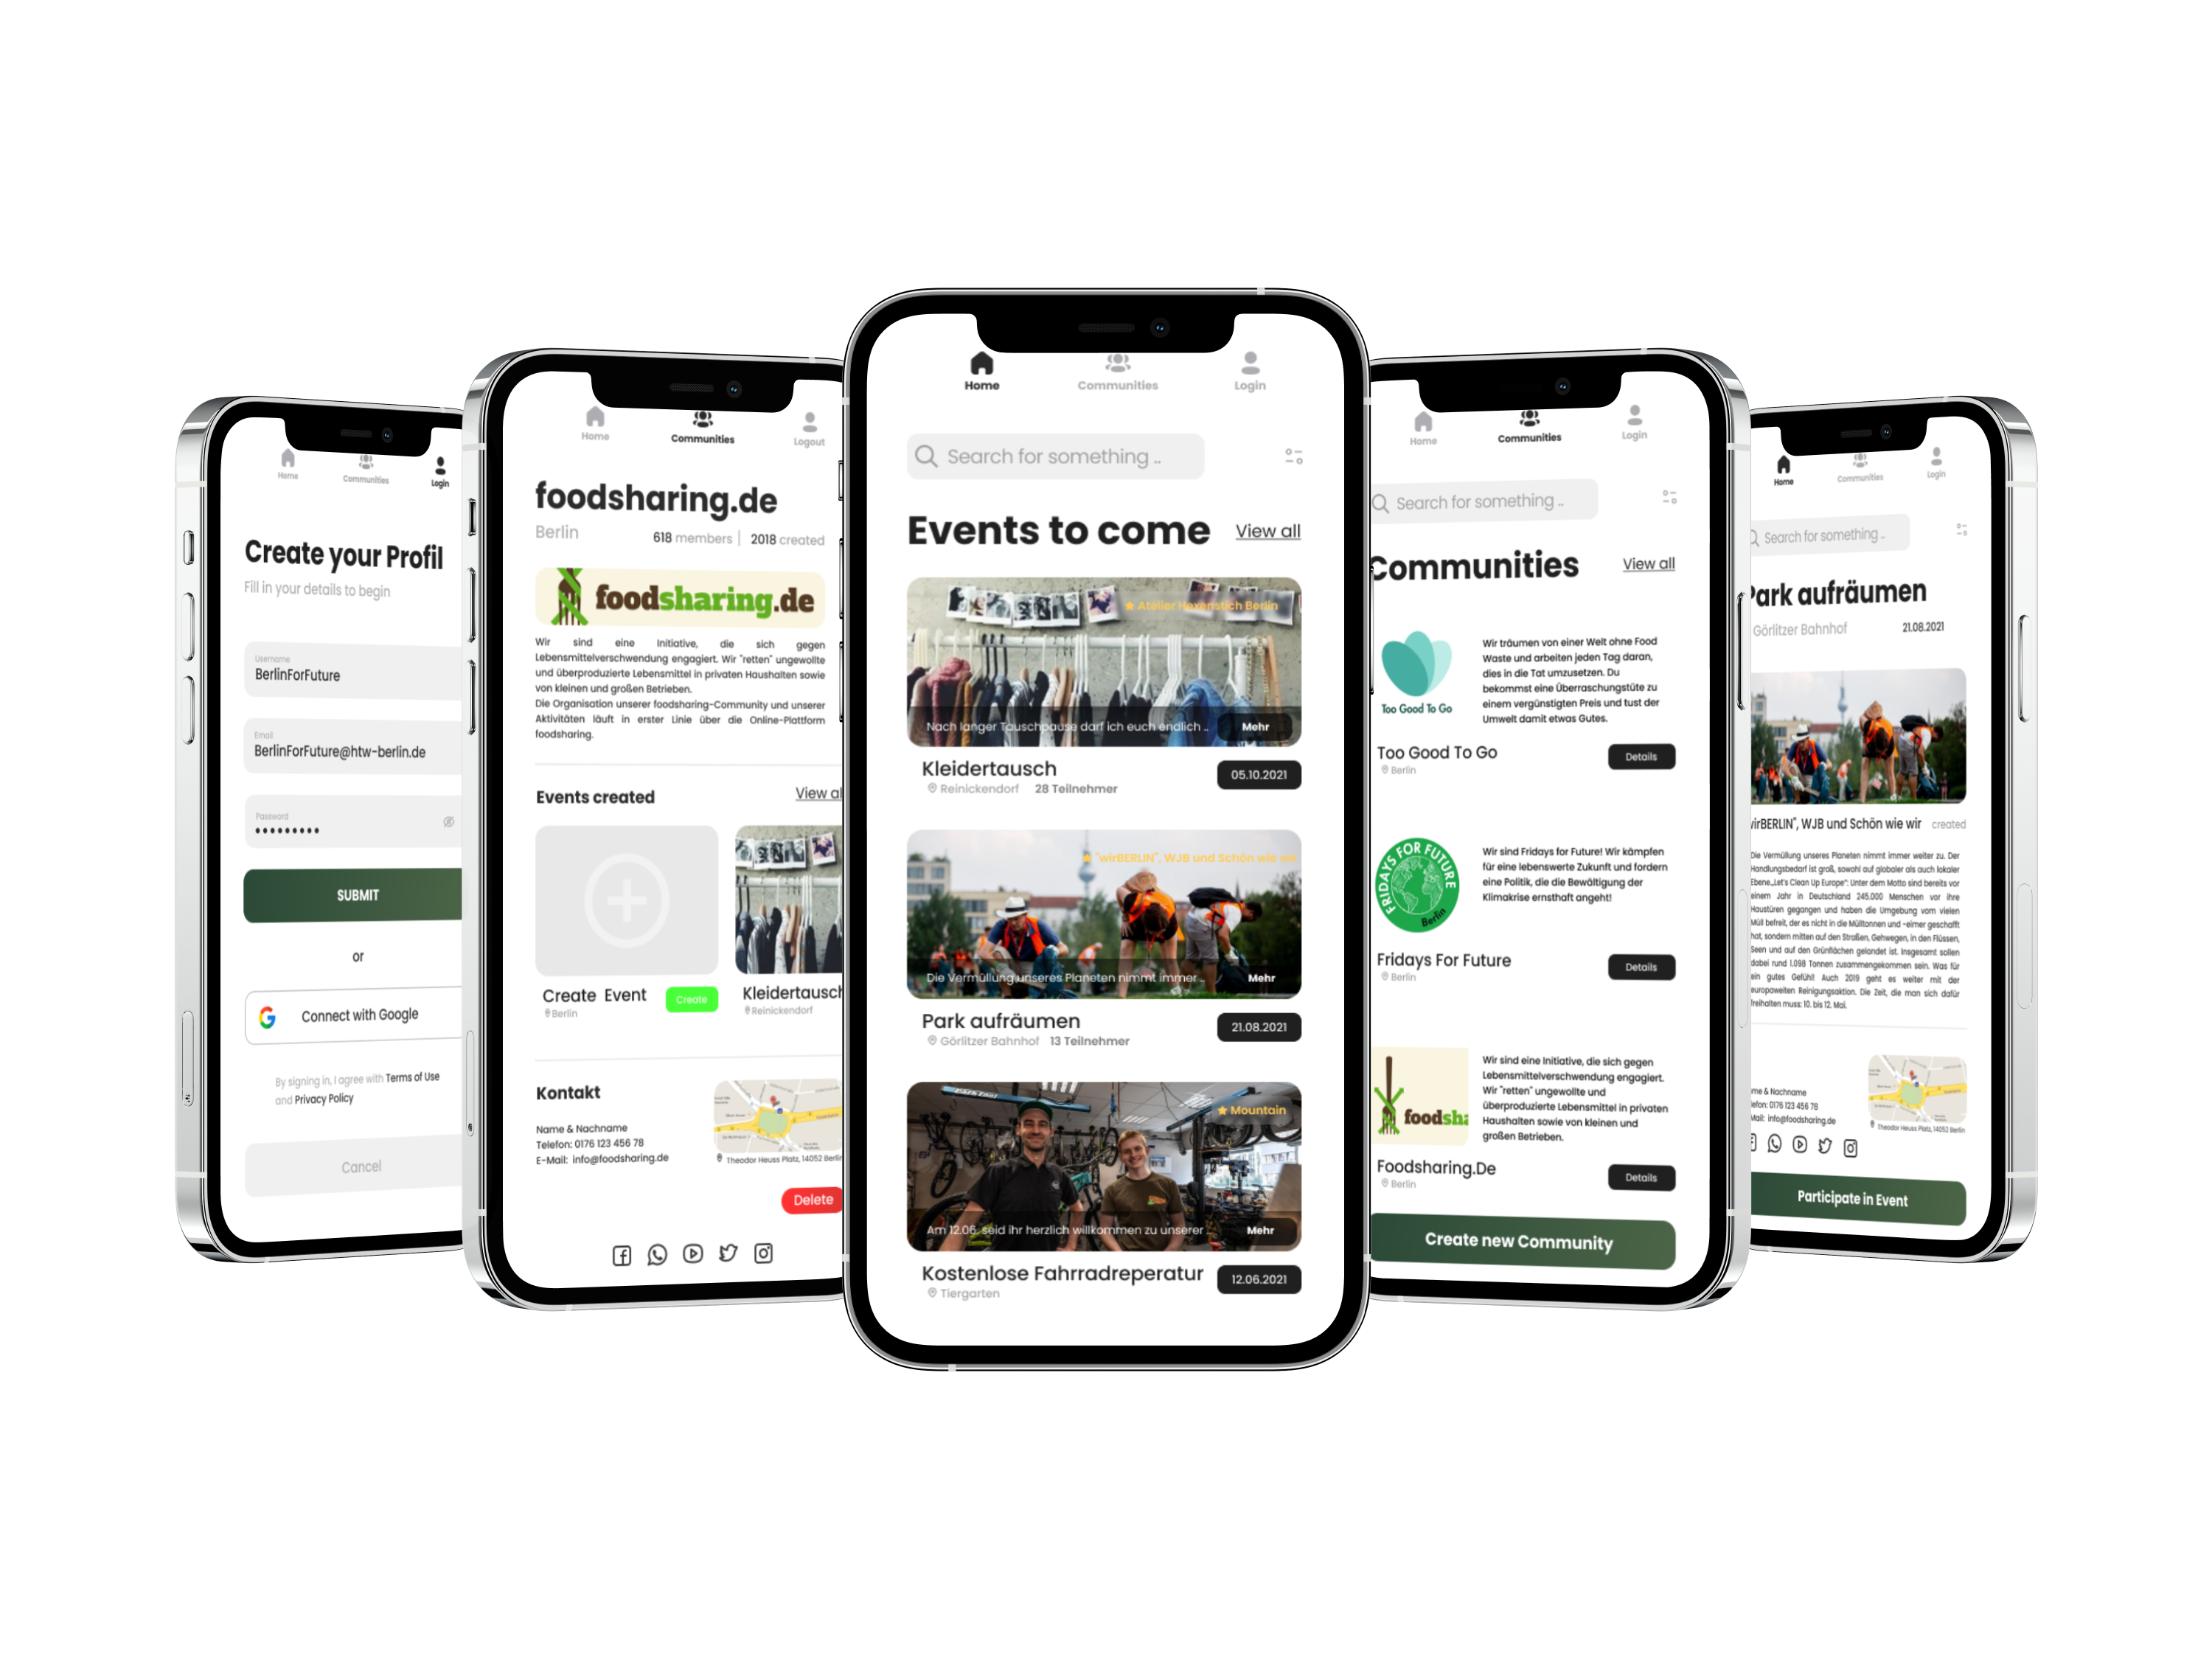 Home
Communities
Login
Create your Profil
Fill in your details to begin
Username
BerlinForFuture
Email
BerlinForFuture@htw-berlin.de
Password
SUBMIT
or
Connect with Google
By signing in, I agree with Terms of Use
and Privacy Policy
Cancel
Home
Communities
Logout
foodsharing.de
Berlin
618 members | 2018 created
foodsharing.de
Wir sind eine Initiative, die sich gegen
Lebensmittelverschwendung engagiert. Wir "retten" ungewollte
und überproduzierte Lebensmittel in privaten Haushalten sowie
von kleinen und großen Betrieben.
Die Organisation unserer foodsharing-Community und unserer
Aktivitäten läuft in erster Linie über die Online-Plattform
foodsharing.
Events created
View al
Create Event
Create
Berlin
Kleidertausch
Reinickendorf
Kontakt
Name & Nachname
Telefon: 0176 123 456 78
E-Mail: info@foodsharing.de
Theodor Heuss Platz, 14052 Berlin
Delete
Home
Communities
Login
Search for something ..
Events to come
View all
Atelier Hexenstich Berlin
Nach langer Tauschpause darf ich euch endlich ..
Mehr
Kleidertausch
05.10.2021
Reinickendorf 28 Teilnehmer
"wirBERLIN", WJB und Schön wie wir
Die Vermüllung unseres Planeten nimmt immer ..
Mehr
Park aufräumen
21.08.2021
Görlitzer Bahnhof 13 Teilnehmer
Mountain
Am 12.06. seid ihr herzlich willkommen zu unserer
Mehr
Kostenlose Fahrradreperatur
12.06.2021
Tiergarten
Home
Communities
Login
Search for something ..
Communities
View all
Too Good To Go
Wir träumen von einer Welt ohne Food
Waste und arbeiten jeden Tag daran,
dies in die Tat umzusetzen. Du
bekommst eine Überraschungstüte zu
einem vergünstigten Preis und tust der
Umwelt damit etwas Gutes.
Too Good To Go
Details
Berlin
FRIDAYS FOR FUTURE
Berlin
Wir sind Fridays for Future! Wir kämpfen
für eine lebenswerte Zukunft und fordern
eine Politik, die die Bewältigung der
Klimakrise ernsthaft angeht!
Fridays For Future
Details
Berlin
foodsha
Wir sind eine Initiative, die sich gegen
Lebensmittelverschwendung engagiert.
Wir "retten" ungewollte und
überproduzierte Lebensmittel in privaten
Haushalten sowie von kleinen und
großen Betrieben.
Foodsharing.De
Details
Berlin
Create new Community
Home
Communities
Login
Search for something ..
Park aufräumen
Görlitzer Bahnhof
21.08.2021
virBERLIN", WJB und Schön wie wir created
Die Vermüllung unseres Planeten nimmt immer weiter zu. Der
Handlungsbedarf ist groß, sowohl auf globaler als auch lokaler
Ebene.„Let's Clean Up Europe": Unter dem Motto sind bereits vor
einem Jahr in Deutschland 245.000 Menschen vor ihre
Haustüren gegangen und haben die Umgebung vom vielen
Müll befreit, der es nicht in die Mülltonnen und -eimer geschafft
hat, sondern mitten auf den Straßen, Gehwegen, in den Flüssen,
Seen und auf den Grünflächen gelandet ist. Insgesamt sollen
dabei rund 1.098 Tonnen zusammengekommen sein. Was für
ein gutes Gefühl! Auch 2019 geht es weiter mit der
europaweiten Reinigungsaktion. Die Zeit, die man sich dafür
freihalten muss: 10. bis 12. Mai.
me & Nachname
lefon: 0176 123 456 78
Mail: info@foodsharing.de
Theodor Heuss Platz, 14052 Berlin
Participate in Event